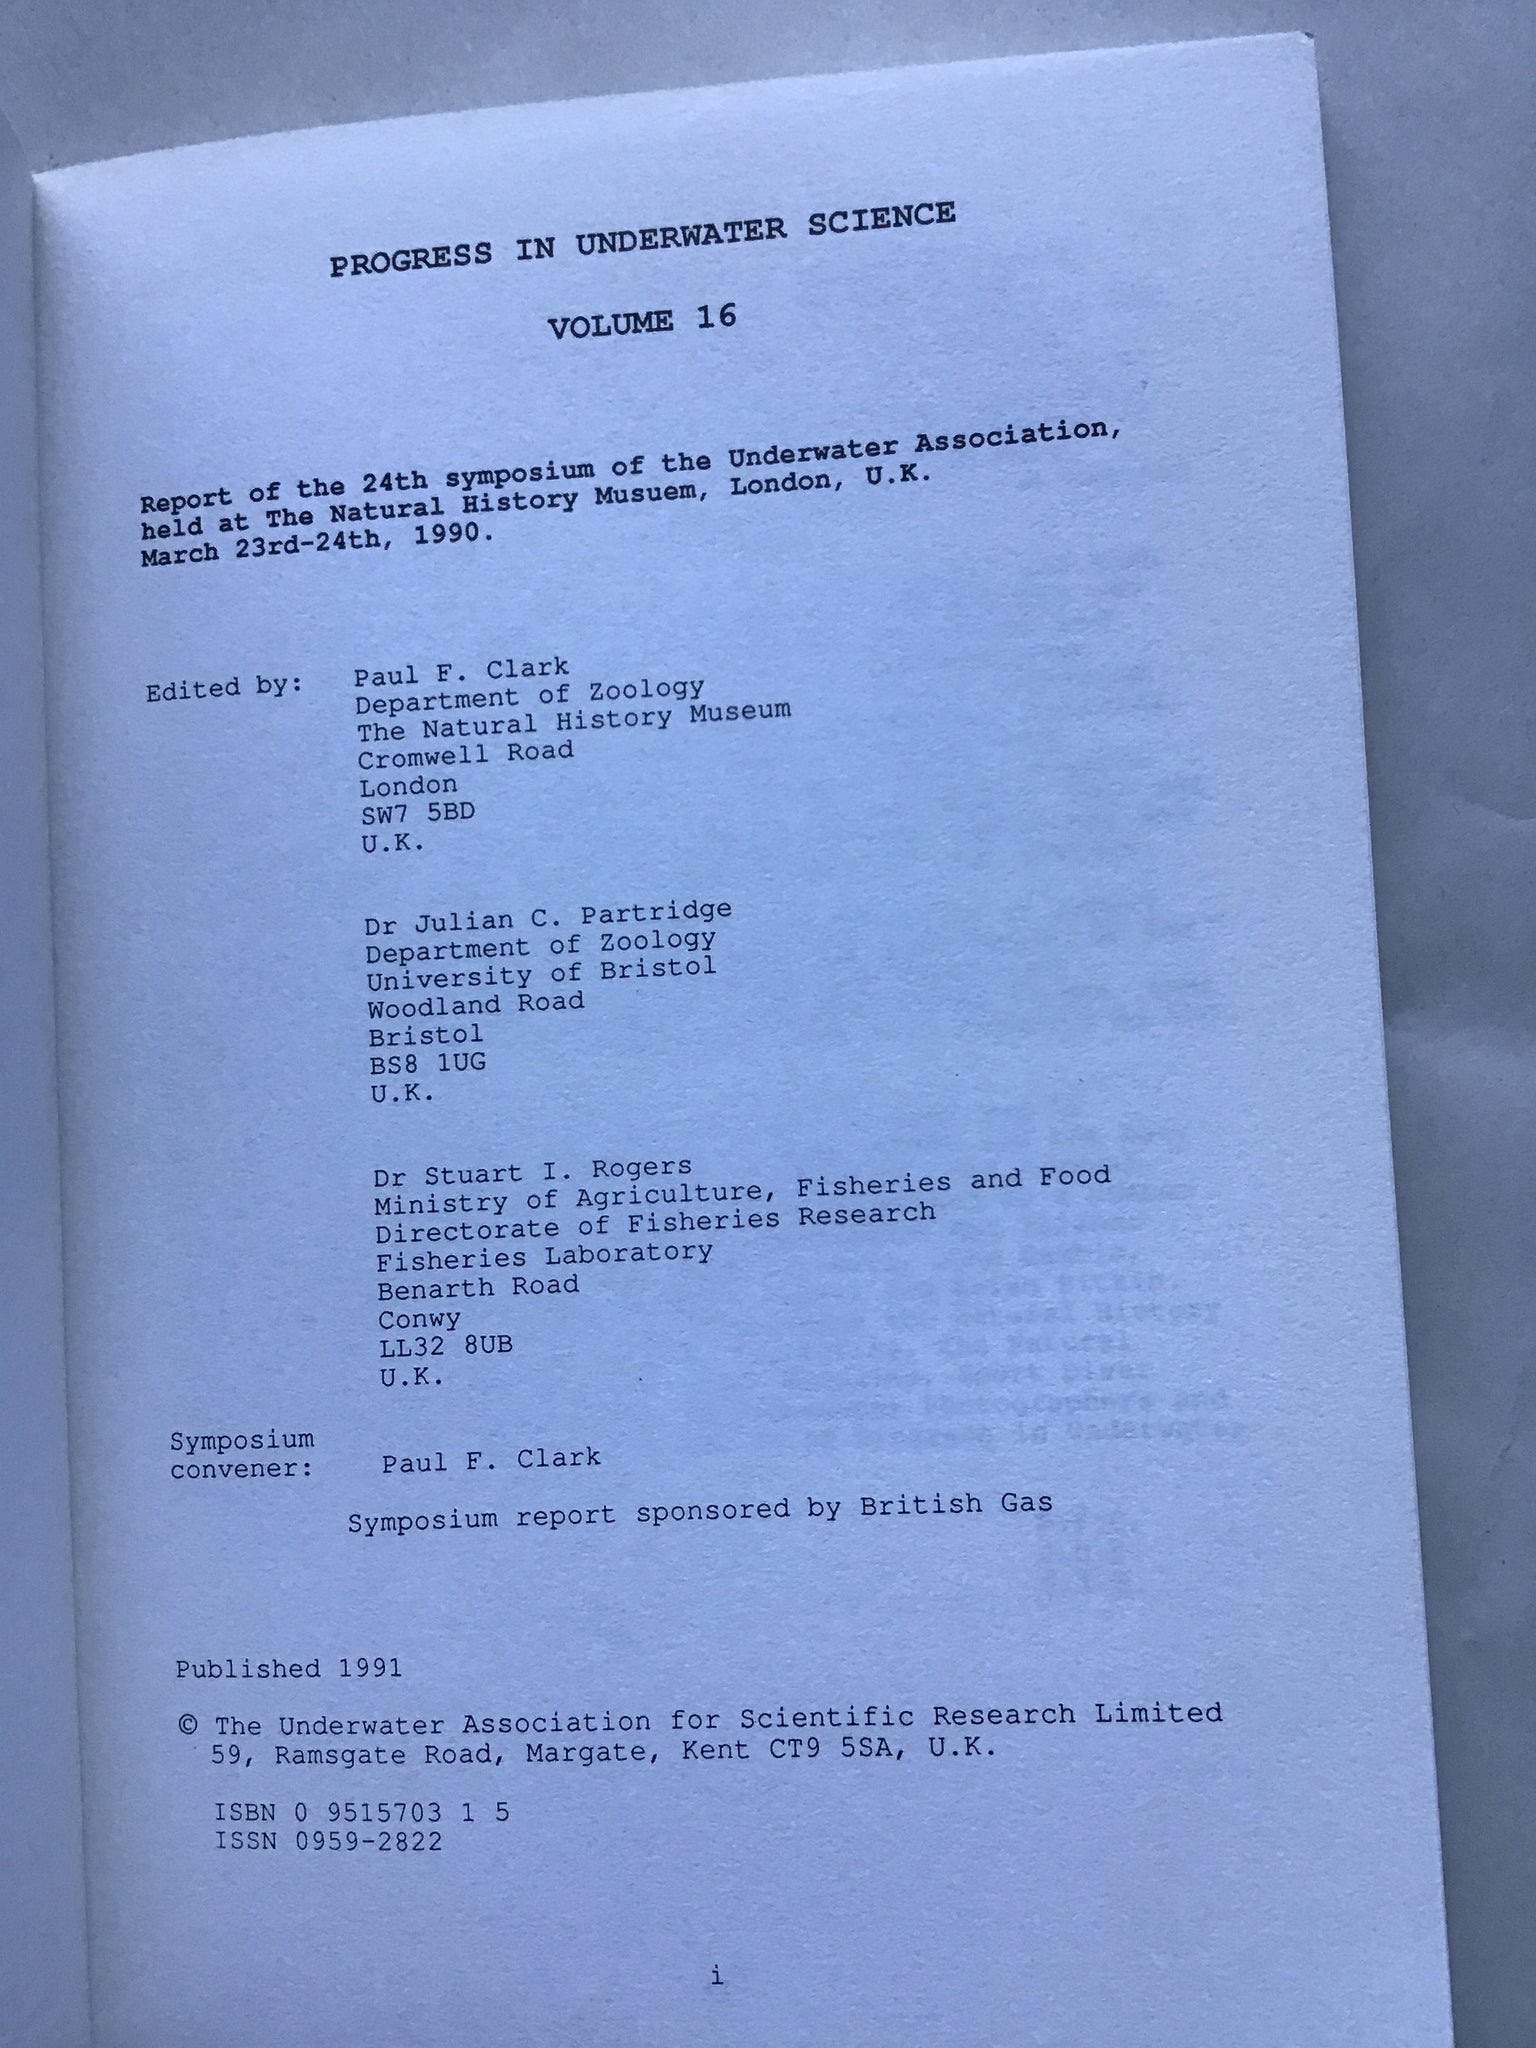 PROGRESS IN UNDERWATER SCIENCE
VOLUME 16
Report of the 24th symposium of the Underwater Association,
held at The Natural History Musuem, London, U.K.
March 23rd-24th, 1990.
Edited by:
Paul F. Clark
Department of Zoology
The Natural History Museum
Cromwell Road
London
SW7 5BD
U.K.
Dr Julian C. Partridge
Department of Zoology
University of Bristol
Woodland Road
Bristol
BS8 1UG
U.K.
Dr Stuart I. Rogers
Ministry of Agriculture, Fisheries and Food
Directorate of Fisheries Research
Fisheries Laboratory
Benarth Road
Conwy
LL32 8UB
U.K.
Symposium
convener: Paul F. Clark
Symposium report sponsored by British Gas
Published 1991
© The Underwater Association for Scientific Research Limited
59, Ramsgate Road, Margate, Kent CT9 5SA, U.K.
ISBN 0 9515703 1 5
ISSN 0959-2822
i